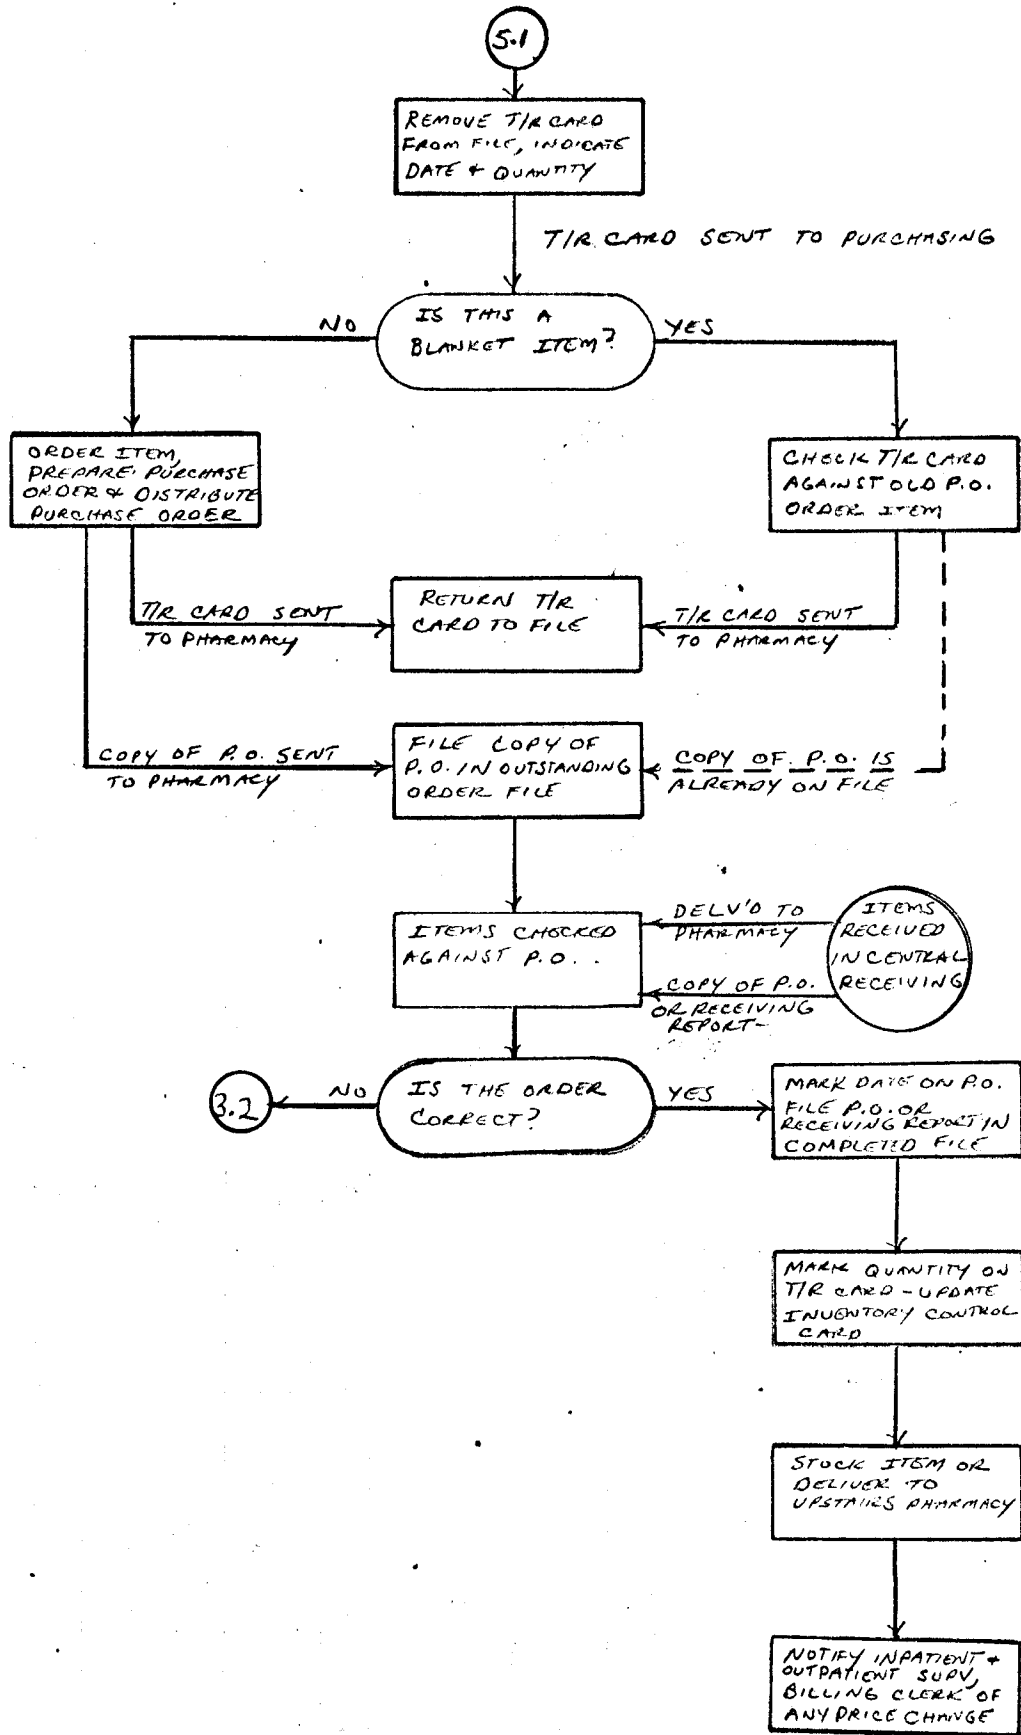 5.1
REMOVE T/R CARD
FROM FILE, INDICATE
DATE & QUANTITY
T/R CARD SENT TO PURCHASING
IS THIS A
BLANKET ITEM?
NO
YES
ORDER ITEM,
PREPARE PURCHASE
ORDER & DISTRIBUTE
PURCHASE ORDER
CHECK T/R CARD
AGAINST OLD P.O.
ORDER ITEM
T/R CARD SENT
TO PHARMACY
RETURN T/R
CARD TO FILE
T/R CARD SENT
TO PHARMACY
COPY OF P.O. SENT
TO PHARMACY
FILE COPY OF
P.O. IN OUTSTANDING
ORDER FILE
COPY OF P.O. IS
ALREADY ON FILE
ITEMS CHECKED
AGAINST P.O..
DELV'D TO
PHARMACY
COPY OF P.O.
OR RECEIVING
REPORT-
ITEMS
RECEIVED
IN CENTRAL
RECEIVING
3.2
NO
IS THE ORDER
CORRECT?
YES
MARK DATE ON P.O.
FILE P.O. OR
RECEIVING REPORT IN
COMPLETED FILE
MARK QUANTITY ON
T/R CARD - UPDATE
INVENTORY CONTROL
CARD
STOCK ITEM OR
DELIVER TO
UPSTAIRS PHARMACY
NOTIFY INPATIENT &
OUTPATIENT SUPV,
BILLING CLERK OF
ANY PRICE CHANGE